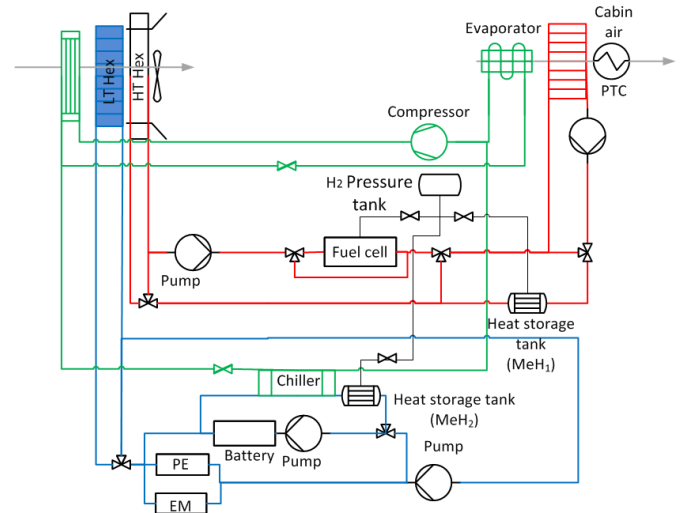 Cabin
air
Evaporator
LT Hex
HT Hex
PTC
Compressor
H2 Pressure
tank
Fuel cell
Pump
Heat storage
tank
(MeH₁)
Chiller
Heat storage tank
(MeH₂)
Battery
Pump
Pump
PE
EM